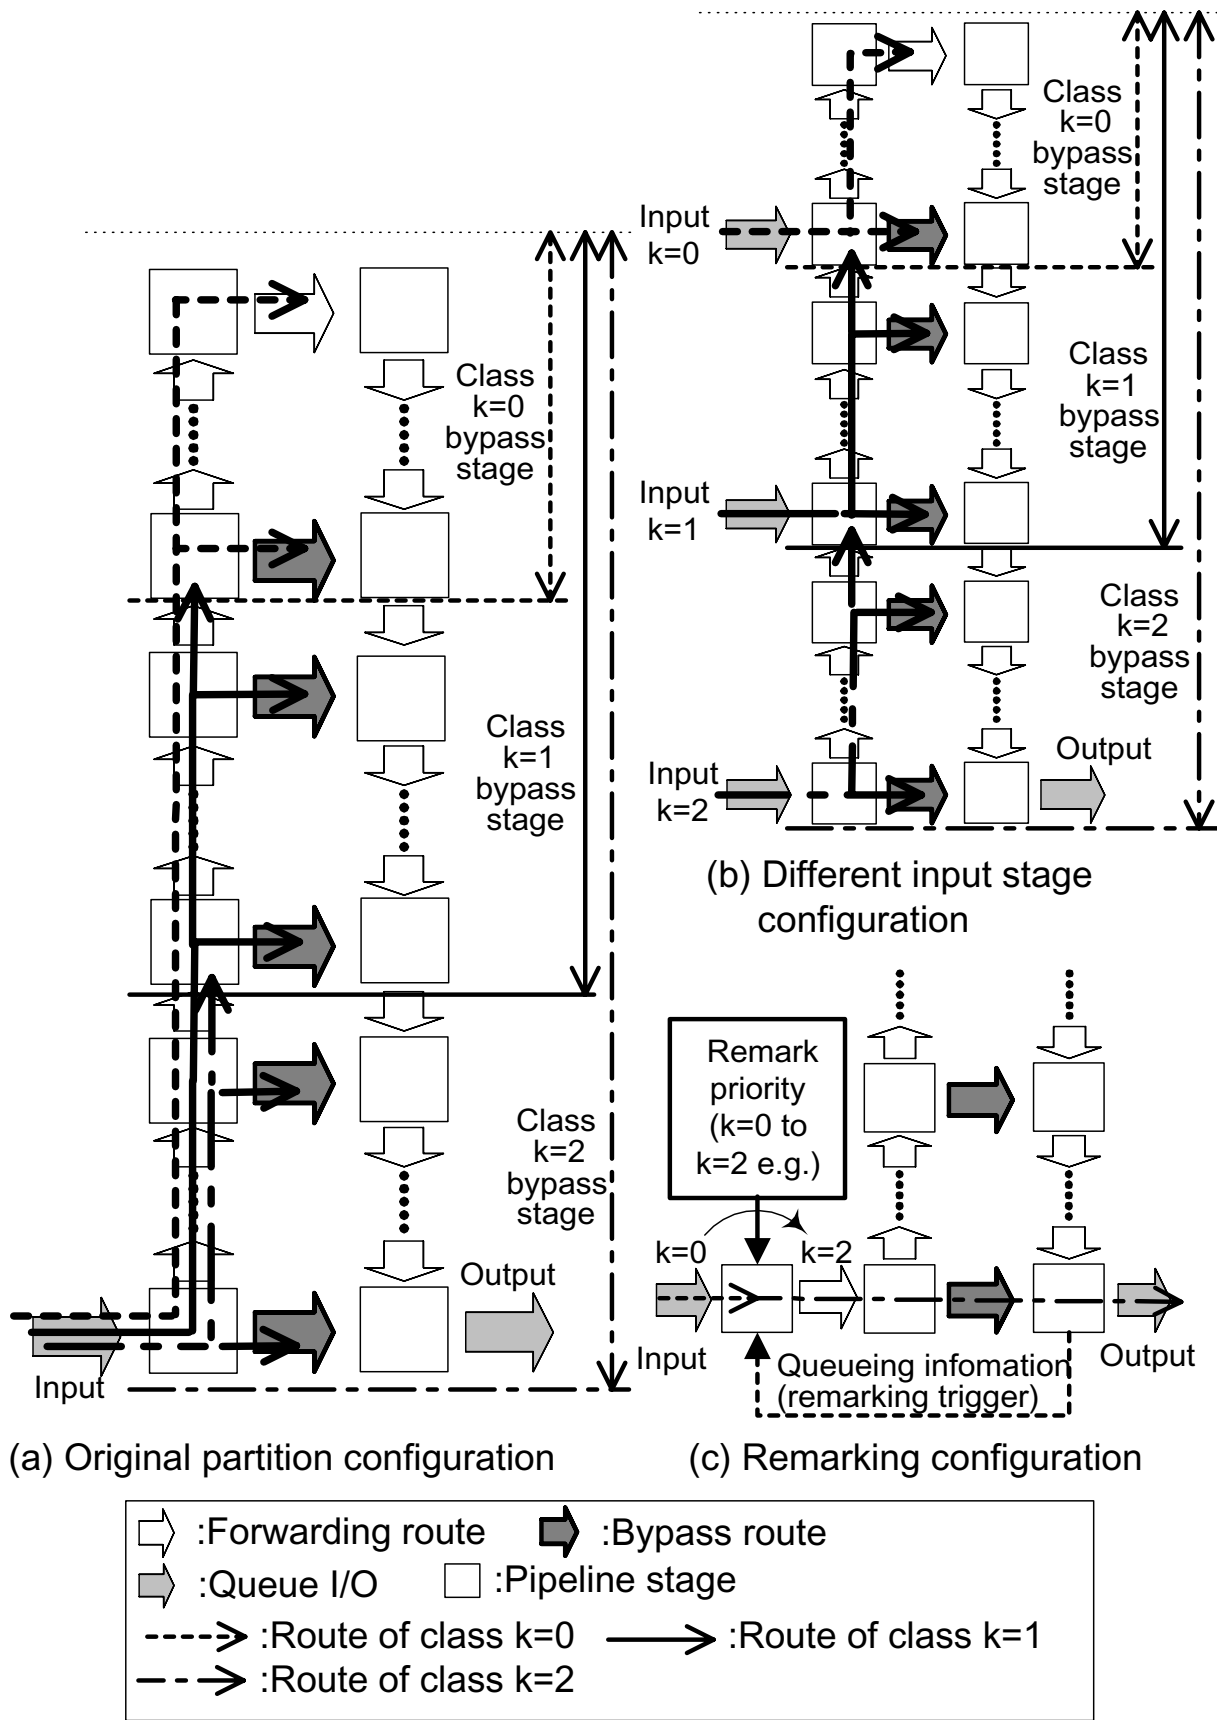 Class
k=0
bypass
stage
Class
k=1
bypass
stage
Class
k=2
bypass
stage
Input
Output
(a) Original partition configuration
Input
k=0
Class
k=0
bypass
stage
Class
k=1
bypass
stage
Input
k=1
Class
k=2
bypass
stage
Input
k=2
Output
(b) Different input stage
configuration
Remark
priority
(k=0 to
k=2 e.g.)
k=0
k=2
Input
Queueing infomation
(remarking trigger)
Output
(c) Remarking configuration
:Forwarding route
:Bypass route
:Queue I/O
:Pipeline stage
:Route of class k=0
:Route of class k=1
:Route of class k=2